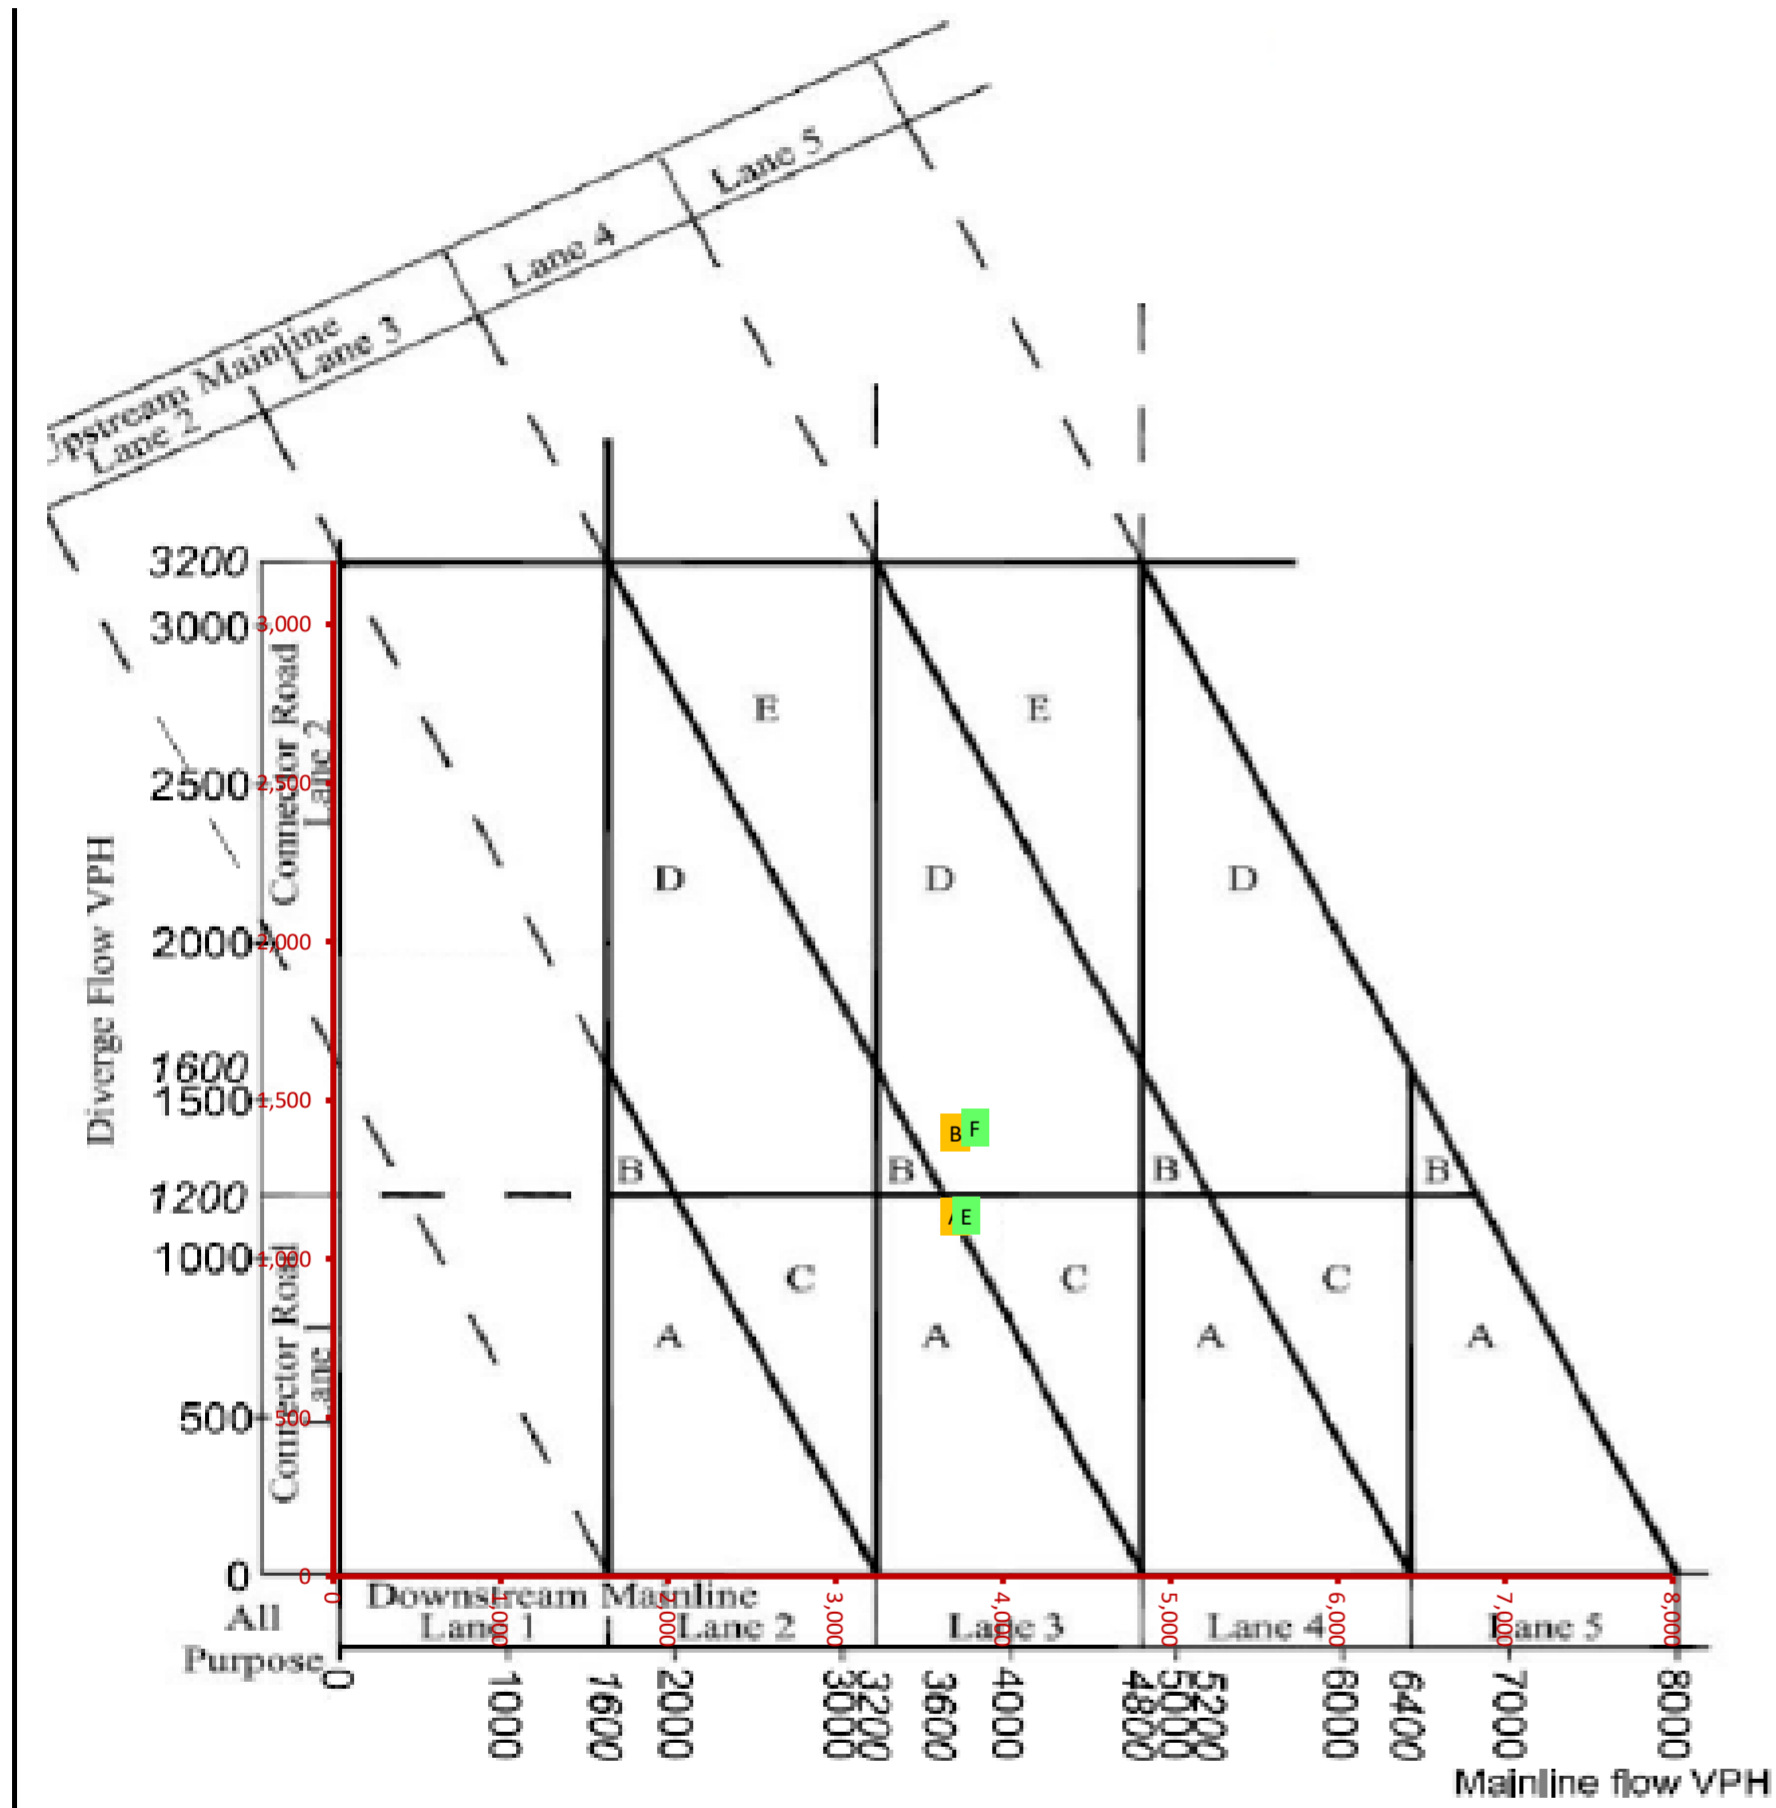 Lane 5
Lane 4
Upstream Mainline
Lane 3
Lane 2
3200
3000
3,000
Connector Road
Lane 2
E
E
2500
2,500
D
D
D
Diverge Flow VPH
2000
2,000
1600
1500
1,500
B
F
B
B
B
B
1200
A
E
1000
1,000
C
C
C
Connector Road
Lane 1
A
A
A
A
500
500
0
0
0
1,000
2,000
3,000
4,000
5,000
6,000
7,000
8,000
Downstream Mainline
All
Purpose
Lane 1
Lane 2
Lane 3
Lane 4
Lane 5
0
1000
1600
2000
3000
3200
3600
4000
4800
5000
5200
6000
6400
7000
8000
Mainline flow VPH